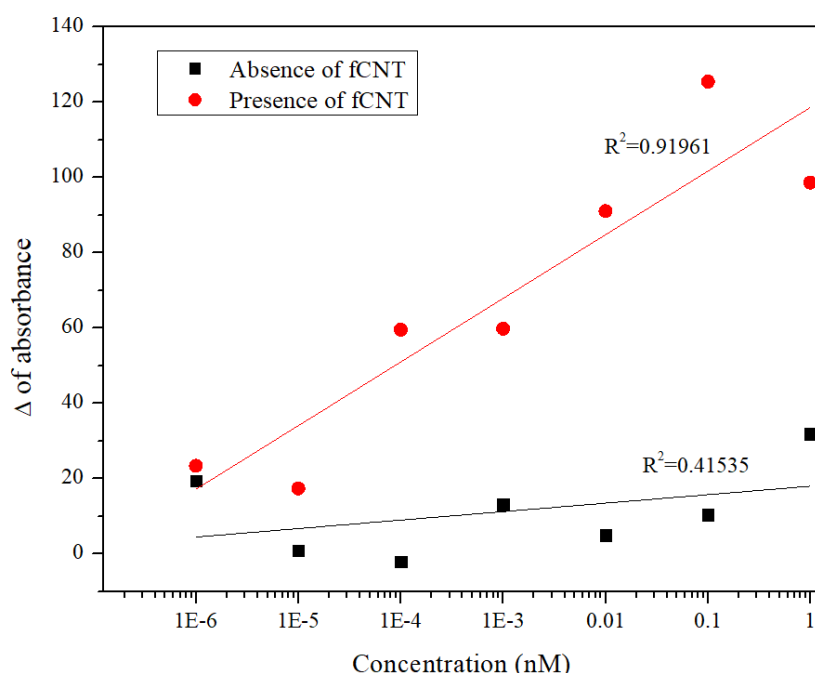 140
120
100
80
60
40
20
0
Δ of absorbance
Absence of fCNT
Presence of fCNT
R²=0.91961
R²=0.41535
1E-6 1E-5 1E-4 1E-3 0.01 0.1 1
Concentration (nM)